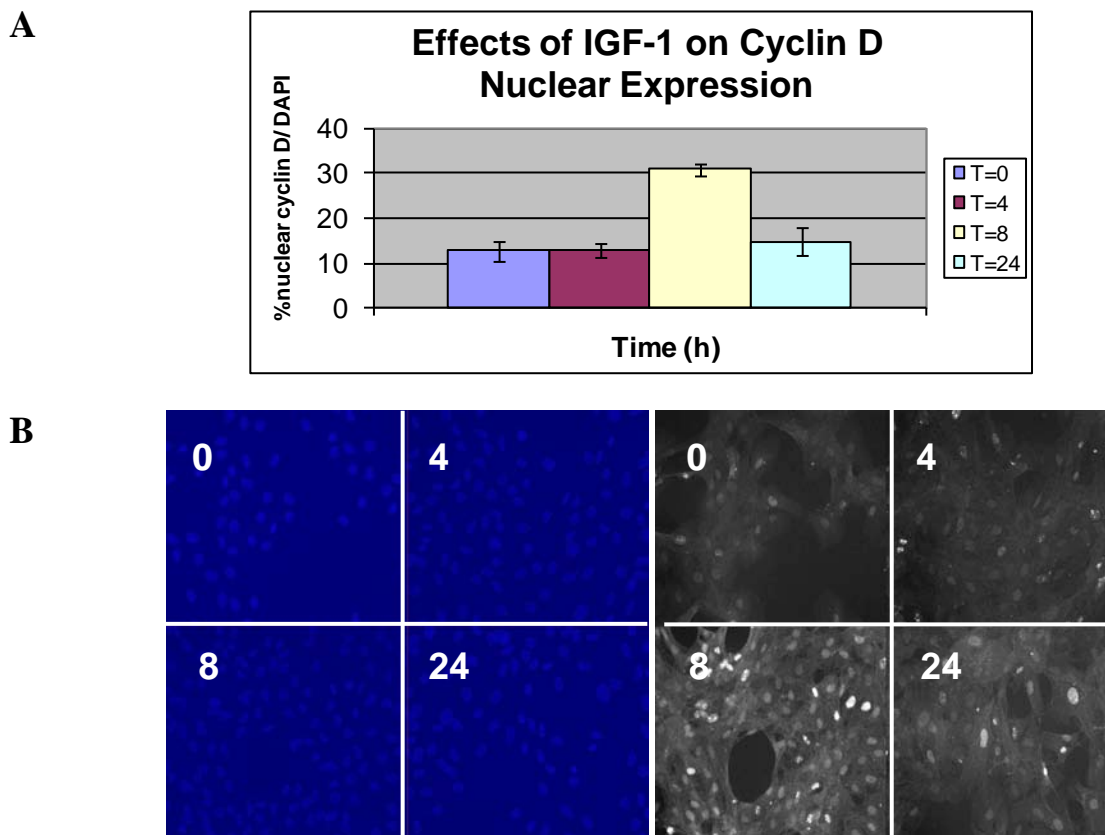 A
Effects of IGF-1 on Cyclin D
Nuclear Expression
%nuclear cyclin D/DAPI
40
30
20
10
0
Time (h)
T=0
T=4
T=8
T=24
B
0
4
0
4
8
24
8
24